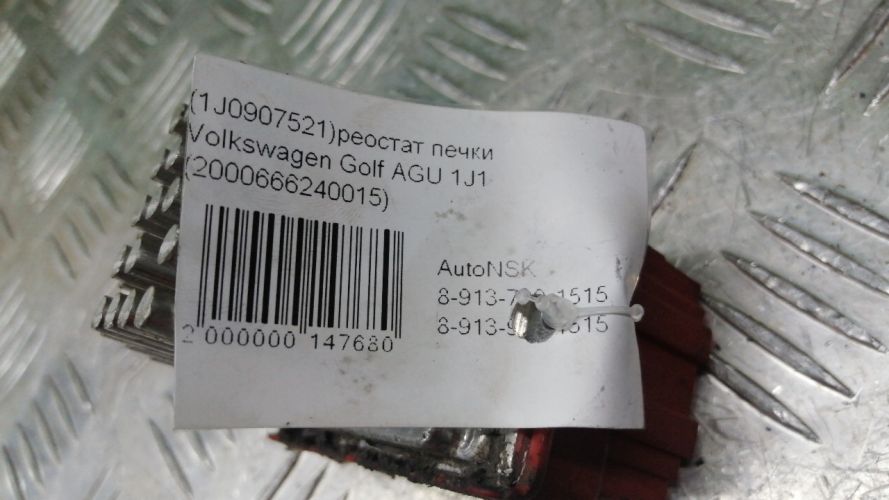 (1J0907521)реостат печки
Volkswagen Golf AGU 1J1
(2000666240015)
2 000000 147680
AutoNSK